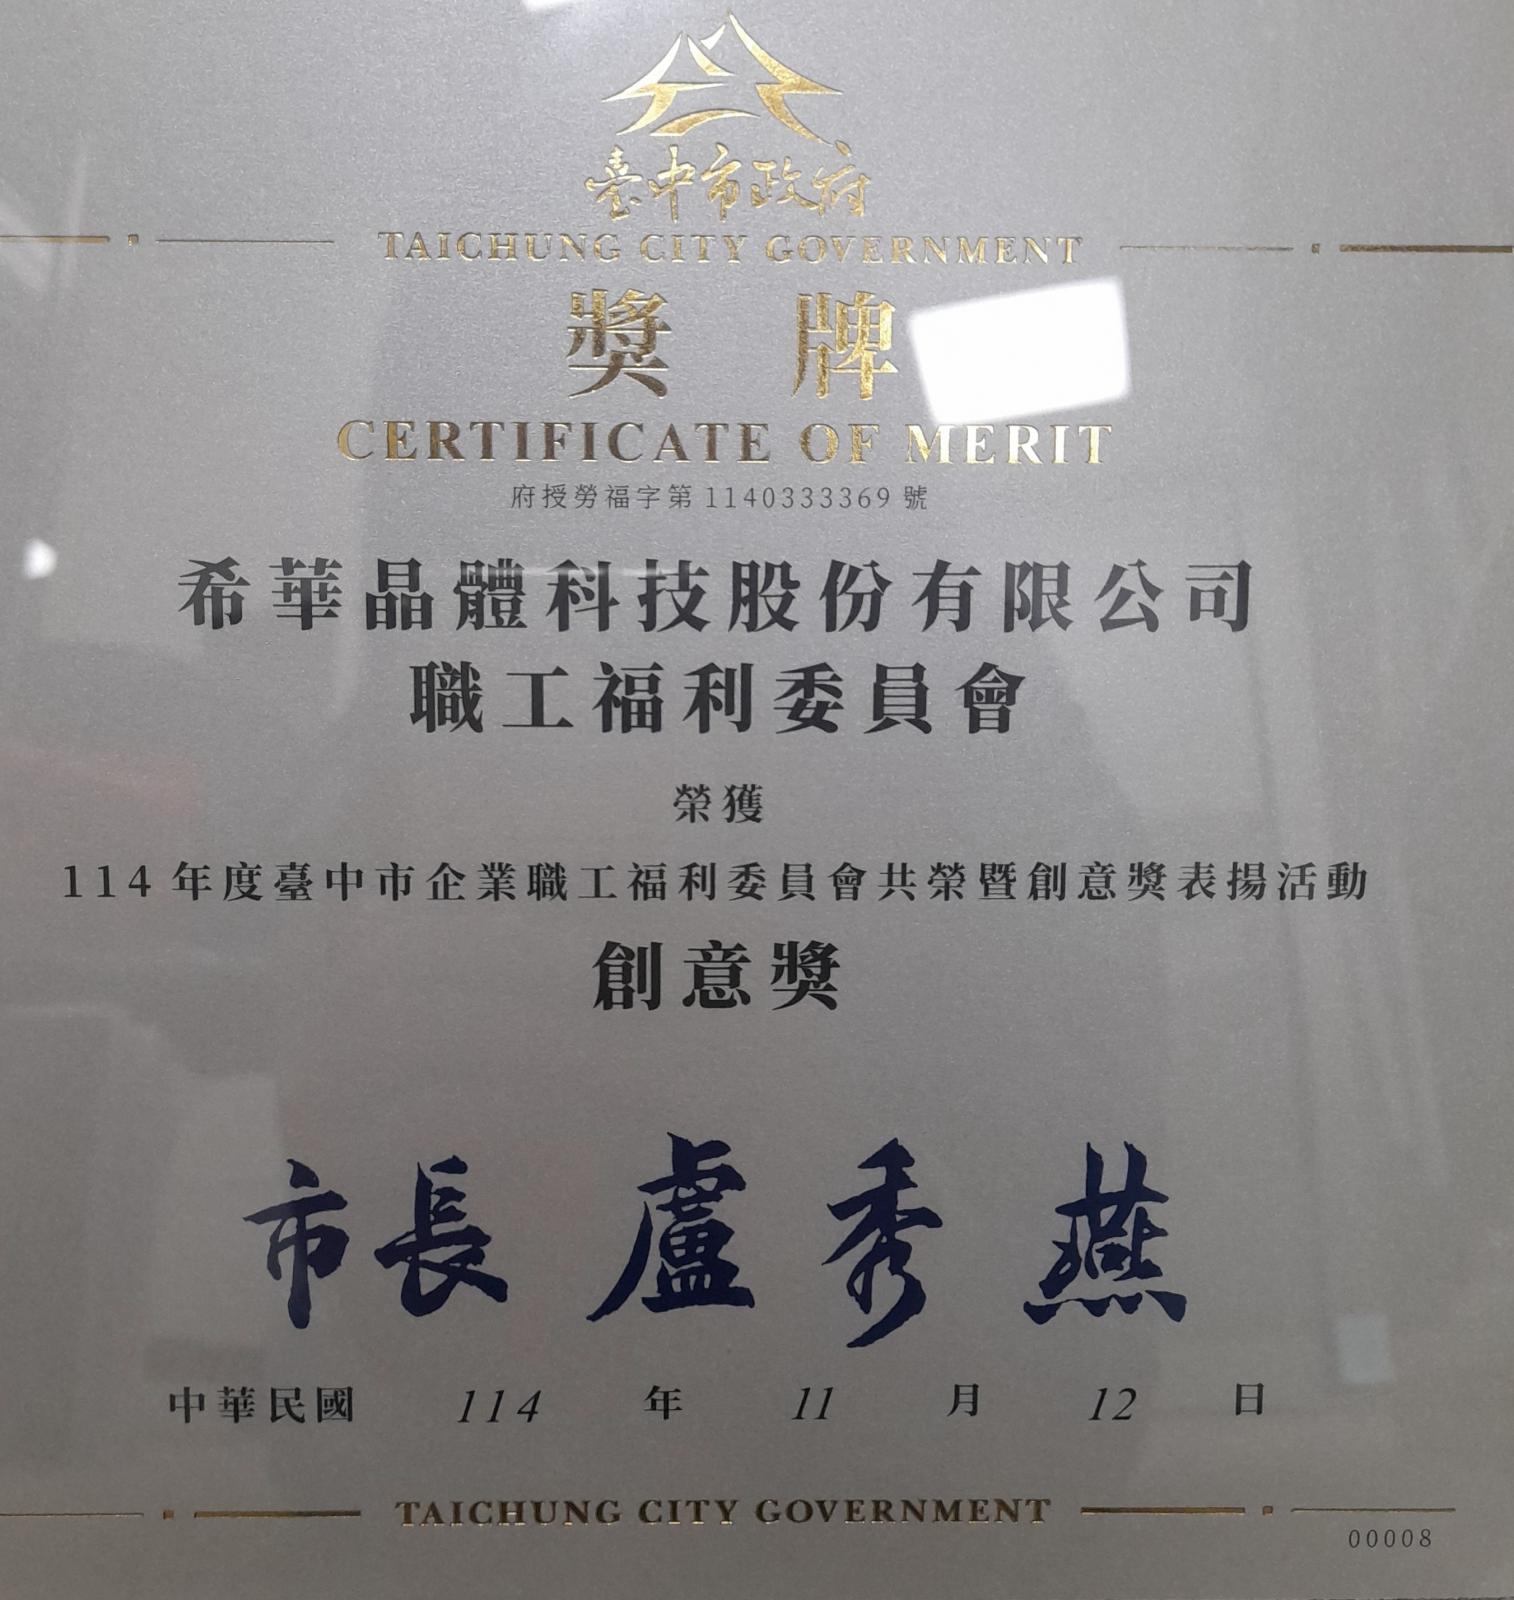 臺中市政府
TAICHUNG CITY GOVERNMENT
獎牌
CERTIFICATE OF MERIT
府授勞福字第1140333369號
希華晶體科技股份有限公司
職工福利委員會
榮獲
114年度臺中市企業職工福利委員會共榮暨創意獎表揚活動
創意獎
市長 盧秀燕
中華民國 114 年 11 月 12 日
TAICHUNG CITY GOVERNMENT
00008